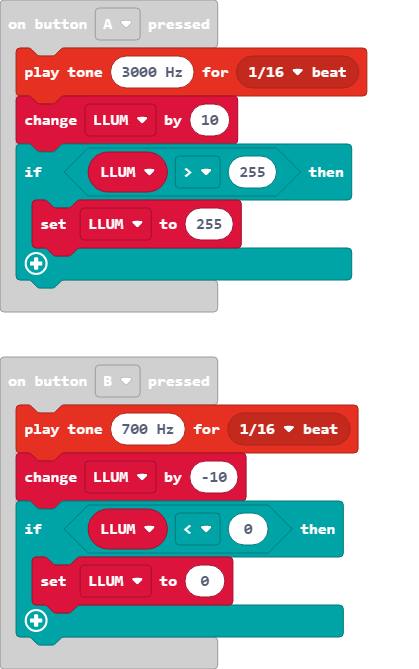 on button A pressed
play tone 3000 Hz for 1/16 beat
change LLUM by 10
if LLUM > 255 then
set LLUM to 255
on button B pressed
play tone 700 Hz for 1/16 beat
change LLUM by -10
if LLUM < 0 then
set LLUM to 0